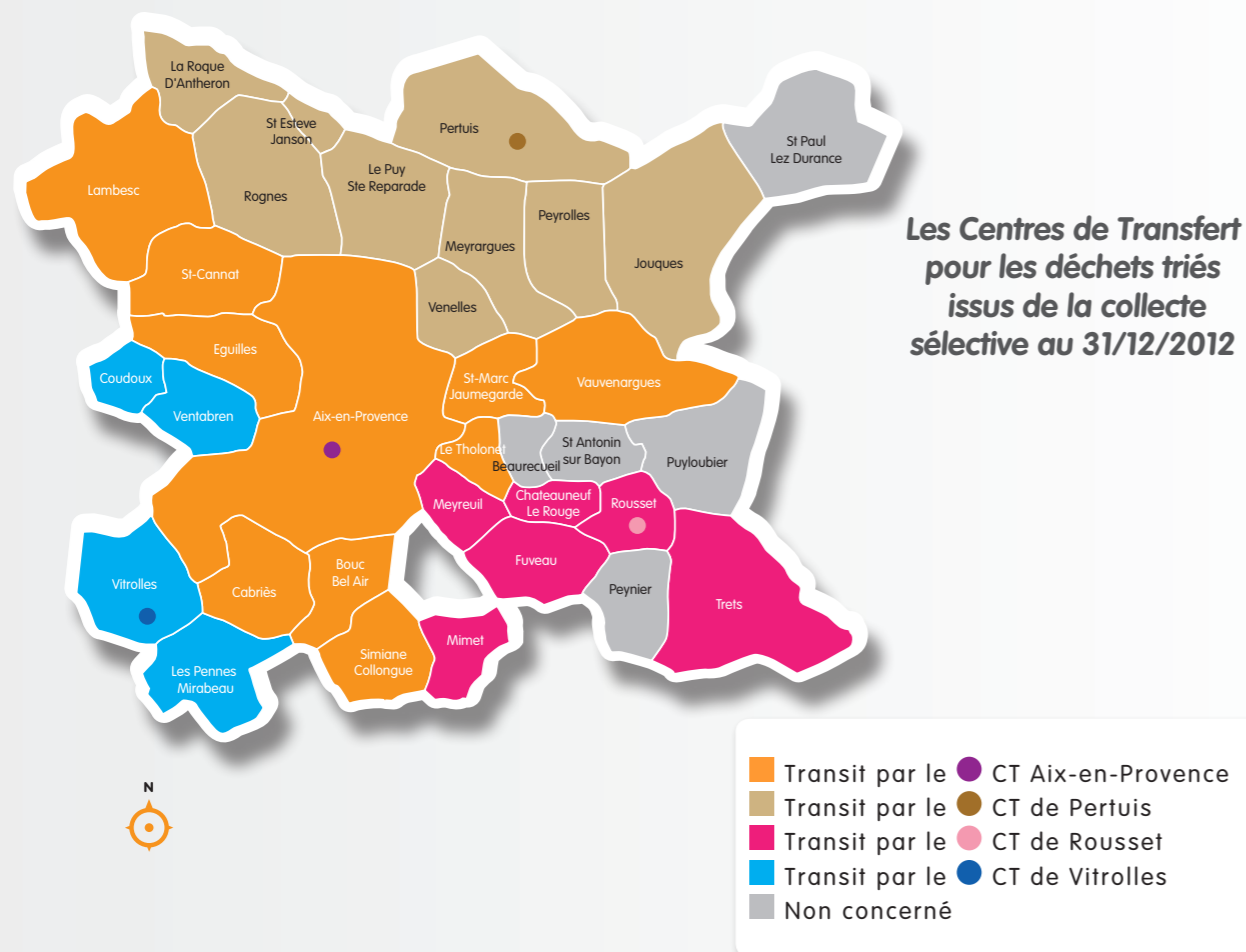 La Roque
D'Antheron
St Esteve
Janson
Pertuis
St Paul
Lez Durance
Lambesc
Rognes
Le Puy
Ste Reparade
Peyrolles
Meyrargues
Jouques
St-Cannat
Venelles
Les Centres de Transfert
pour les déchets triés
issus de la collecte
sélective au 31/12/2012
Eguilles
Coudoux
Ventabren
Aix-en-Provence
St-Marc
Jaumegarde
Vauvenargues
Le Tholonet
Beaurecueil
St Antonin
sur Bayon
Puyloubier
Meyreuil
Chateauneuf
Le Rouge
Rousset
Fuveau
Peynier
Trets
Vitrolles
Cabriès
Bouc
Bel Air
Mimet
Simiane
Collongue
Les Pennes
Mirabeau
N
Transit par le CT Aix-en-Provence
Transit par le CT de Pertuis
Transit par le CT de Rousset
Transit par le CT de Vitrolles
Non concerné